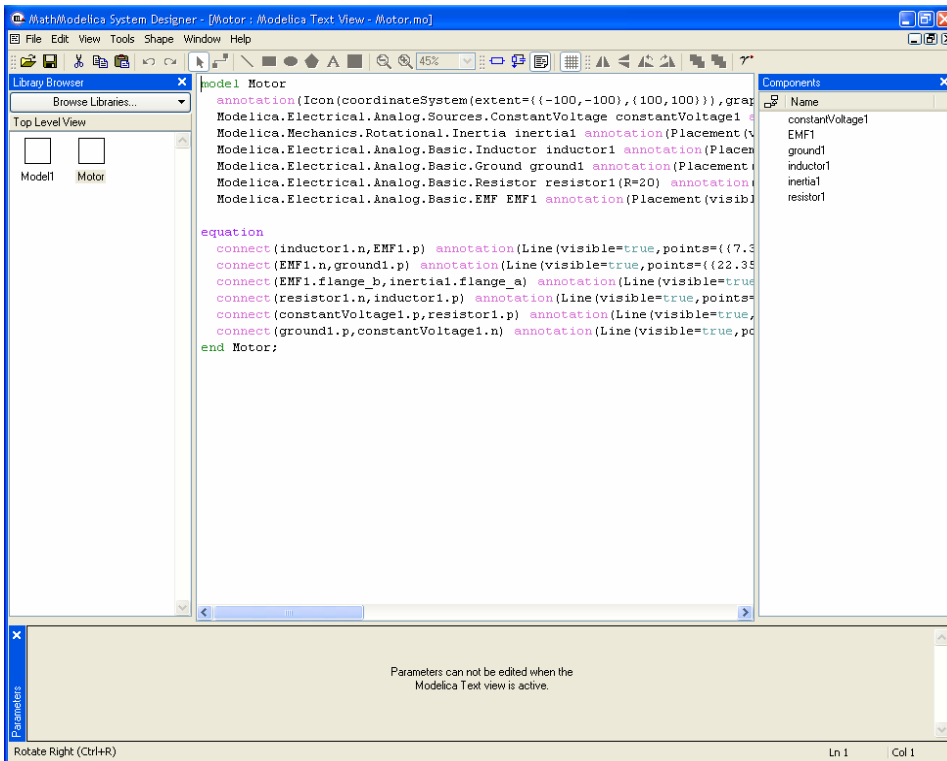 MathModelica System Designer - [Motor : Modelica Text View - Motor.mo]
File Edit View Tools Shape Window Help
45%
Library Browser
Browse Libraries...
Top Level View
Model1 Motor
model Motor
annotation(Icon(coordinateSystem(extent={{-100,-100},{100,100}}),grap
Modelica.Electrical.Analog.Sources.ConstantVoltage constantVoltage1 a
Modelica.Mechanics.Rotational.Inertia inertia1 annotation(Placement(v
Modelica.Electrical.Analog.Basic.Inductor inductor1 annotation(Placem
Modelica.Electrical.Analog.Basic.Ground ground1 annotation(Placement(
Modelica.Electrical.Analog.Basic.Resistor resistor1(R=20) annotation(
Modelica.Electrical.Analog.Basic.EMF EMF1 annotation(Placement(visibl
equation
connect(inductor1.n,EMF1.p) annotation(Line(visible=true,points={{7.3
connect(EMF1.n,ground1.p) annotation(Line(visible=true,points={{22.35
connect(EMF1.flange_b,inertia1.flange_a) annotation(Line(visible=true
connect(resistor1.n,inductor1.p) annotation(Line(visible=true,points=
connect(constantVoltage1.p,resistor1.p) annotation(Line(visible=true,
connect(ground1.p,constantVoltage1.n) annotation(Line(visible=true,po
end Motor;
Components
Name
constantVoltage1
EMF1
ground1
inductor1
inertia1
resistor1
Parameters
Parameters can not be edited when the
Modelica Text view is active.
Rotate Right (Ctrl+R)
Ln 1 Col 1